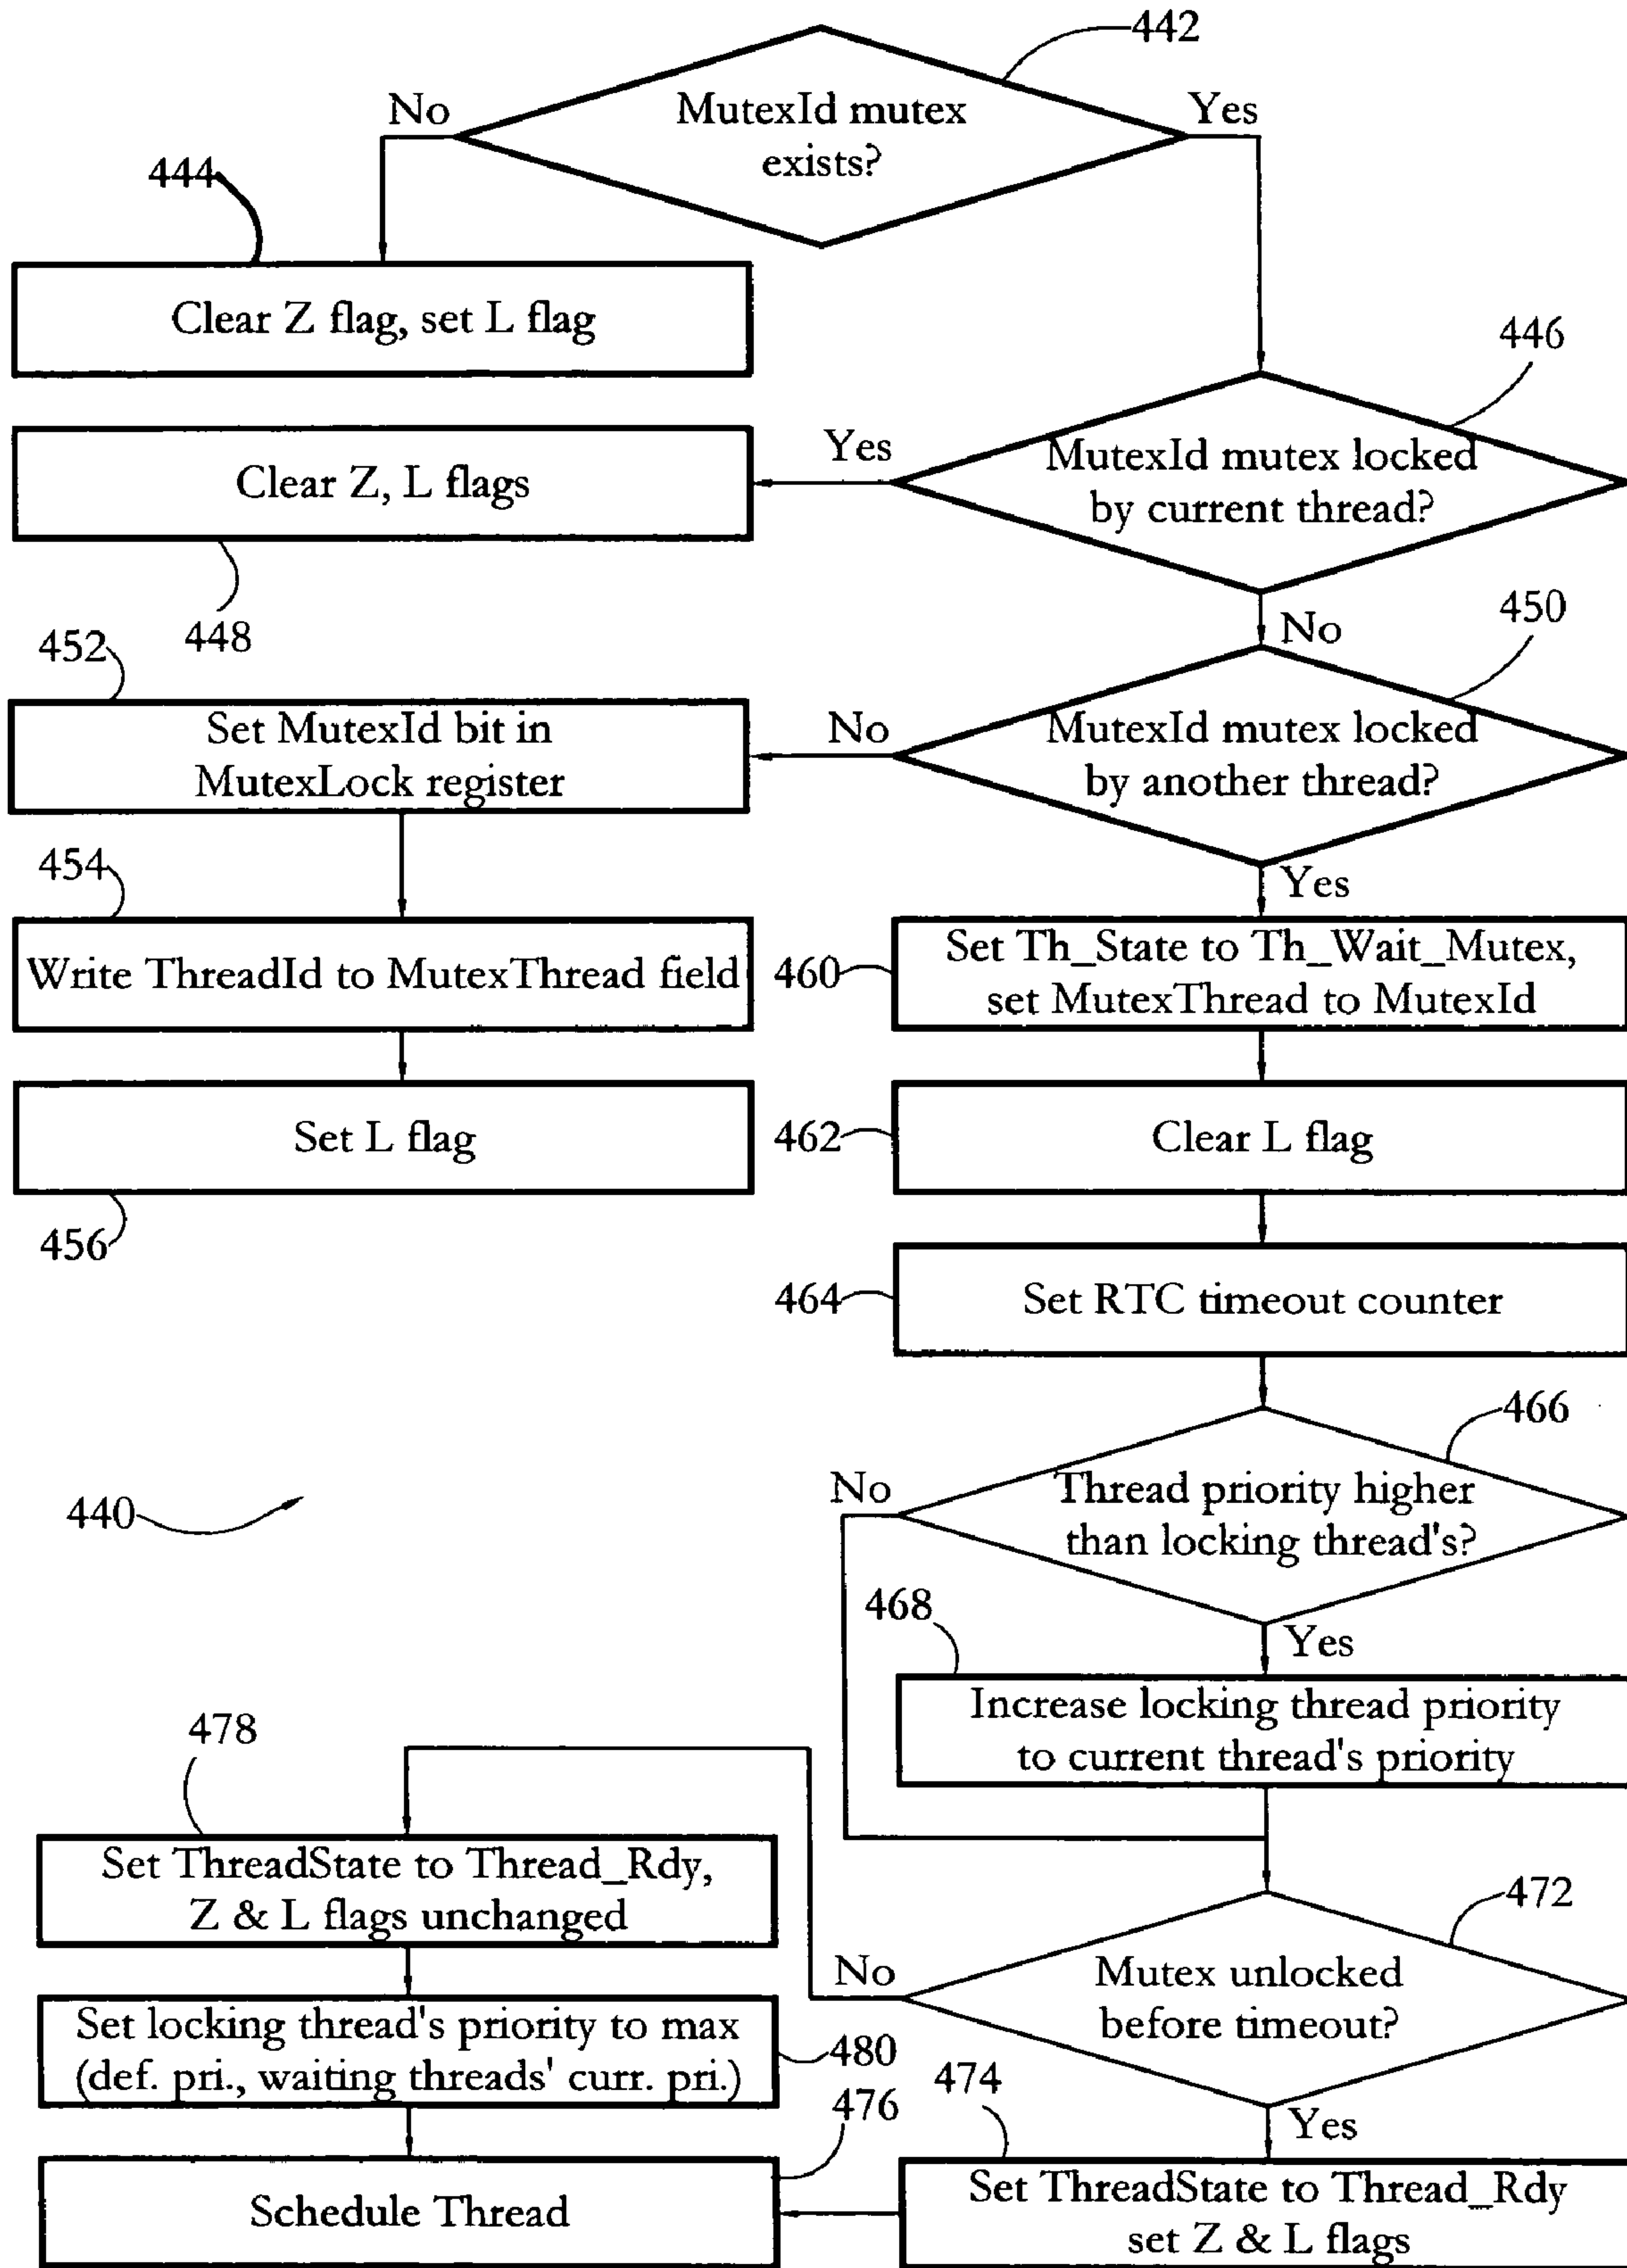 442
No
MutexId mutex
exists?
Yes
444
Clear Z flag, set L flag
446
Yes
MutexId mutex locked
by current thread?
Clear Z, L flags
448
No
450
452
Set MutexId bit in
MutexLock register
No
MutexId mutex locked
by another thread?
Yes
454
Write ThreadId to MutexThread field
460
Set Th_State to Th_Wait_Mutex,
set MutexThread to MutexId
Set L flag
456
462
Clear L flag
464
Set RTC timeout counter
466
440
No
Thread priority higher
than locking thread's?
Yes
468
Increase locking thread priority
to current thread's priority
478
Set ThreadState to Thread_Rdy,
Z & L flags unchanged
472
No
Mutex unlocked
before timeout?
Set locking thread's priority to max
(def. pri., waiting threads' curr. pri.)
480
474
Yes
476
Schedule Thread
Set ThreadState to Thread_Rdy
set Z & L flags